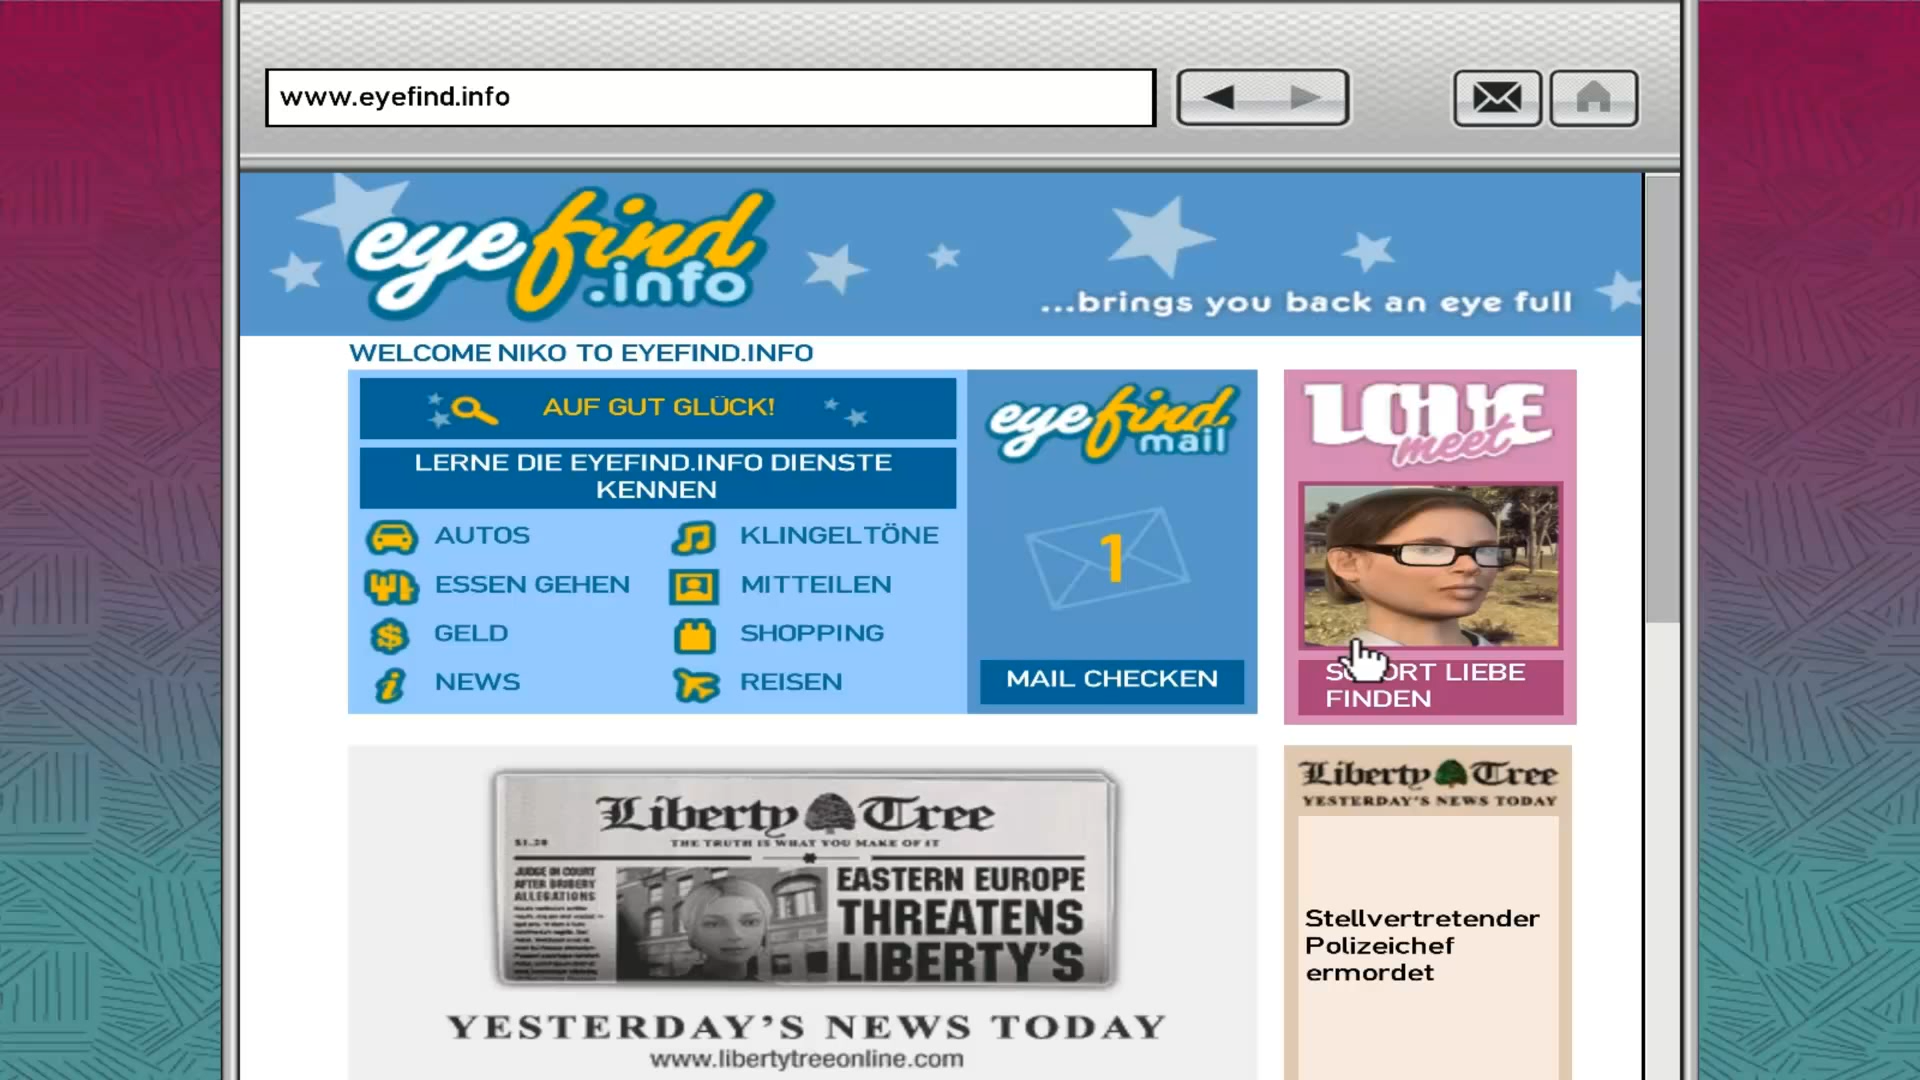 www.eyefind.info
eyefind
.info
...brings you back an eye full
WELCOME NIKO TO EYEFIND.INFO
AUF GUT GLÜCK!
LERNE DIE EYEFIND.INFO DIENSTE
KENNEN
AUTOS
KLINGELTÖNE
ESSEN GEHEN
MITTEILEN
GELD
SHOPPING
NEWS
REISEN
eyefind
mail
1
MAIL CHECKEN
LOVE
meet
LIEBE
FINDEN
Liberty Tree
$1.20
THE TRUTH IS WHAT YOU MAKE OF IT
JUDGE IN COURT
AFTER BRIBERY
ALLEGATIONS
EASTERN EUROPE
THREATENS
LIBERTY'S
YESTERDAY'S NEWS TODAY
www.libertytreeonline.com
Liberty Tree
YESTERDAY'S NEWS TODAY
Stellvertretender
Polizeichef
ermordet